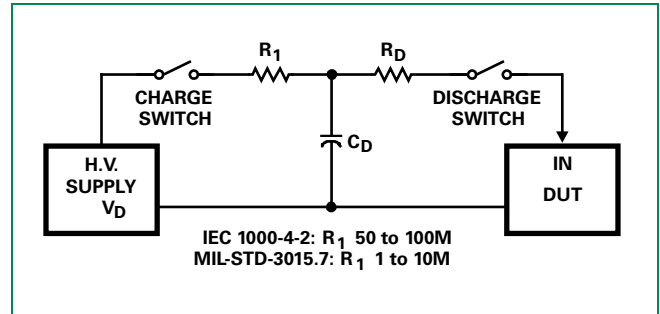 R1
RD
CHARGE
SWITCH
DISCHARGE
SWITCH
CD
H.V.
SUPPLY
VD
IN
DUT
IEC 1000-4-2: R1 50 to 100M
MIL-STD-3015.7: R1 1 to 10M